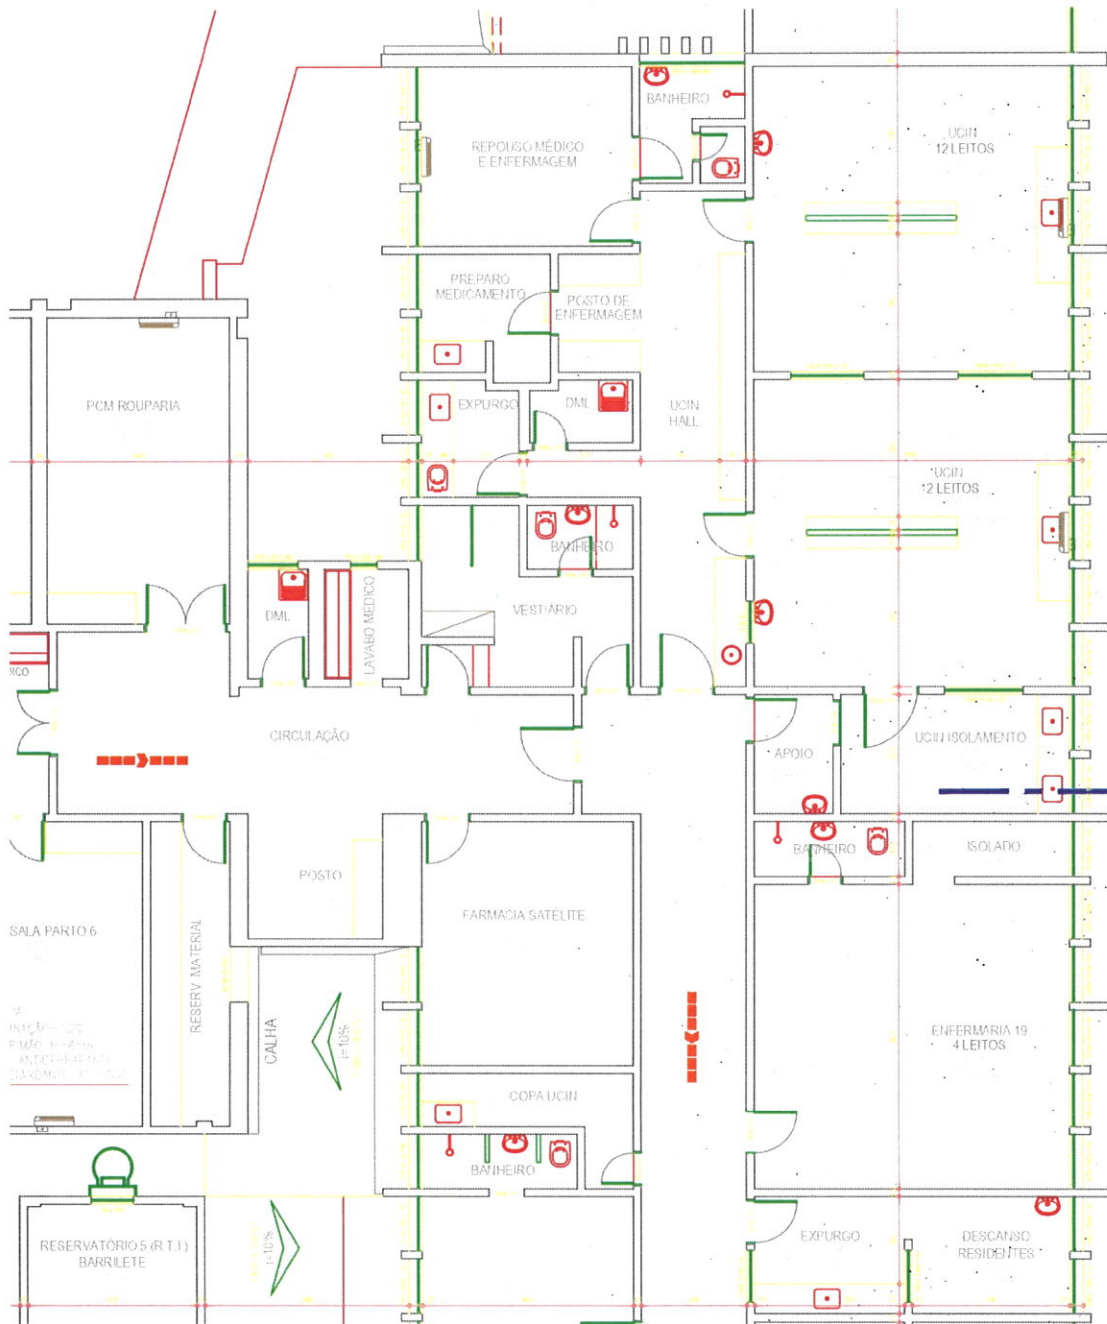 BANHEIRO
UCIN
12 LEITOS
REPOUSO MÉDICO
E ENFERMAGEM
PREPARO
MEDICAMENTO
POSTO DE
ENFERMAGEM
PCM ROUPARIA
EXPURGO
DML
UCIN
HALL
UCIN
12 LEITOS
BANHEIRO
DML
LAVABO MEDICO
VESTIÁRIO
CIRCULAÇÃO
APOIO
UCIN ISOLAMENTO
BANHEIRO
ISOLADO
POSTO
FARMACIA SATÉLITE
SALA PARTO 6
RESERV. MATERIAL
CALHA
i=10%
ENFERMARIA 19
4 LEITOS
COPA UCIN
BANHEIRO
RESERVATÓRIO 5 (R.T.I.)
BARRILETE
i=10%
EXPURGO
DESCANSO
RESIDENTES